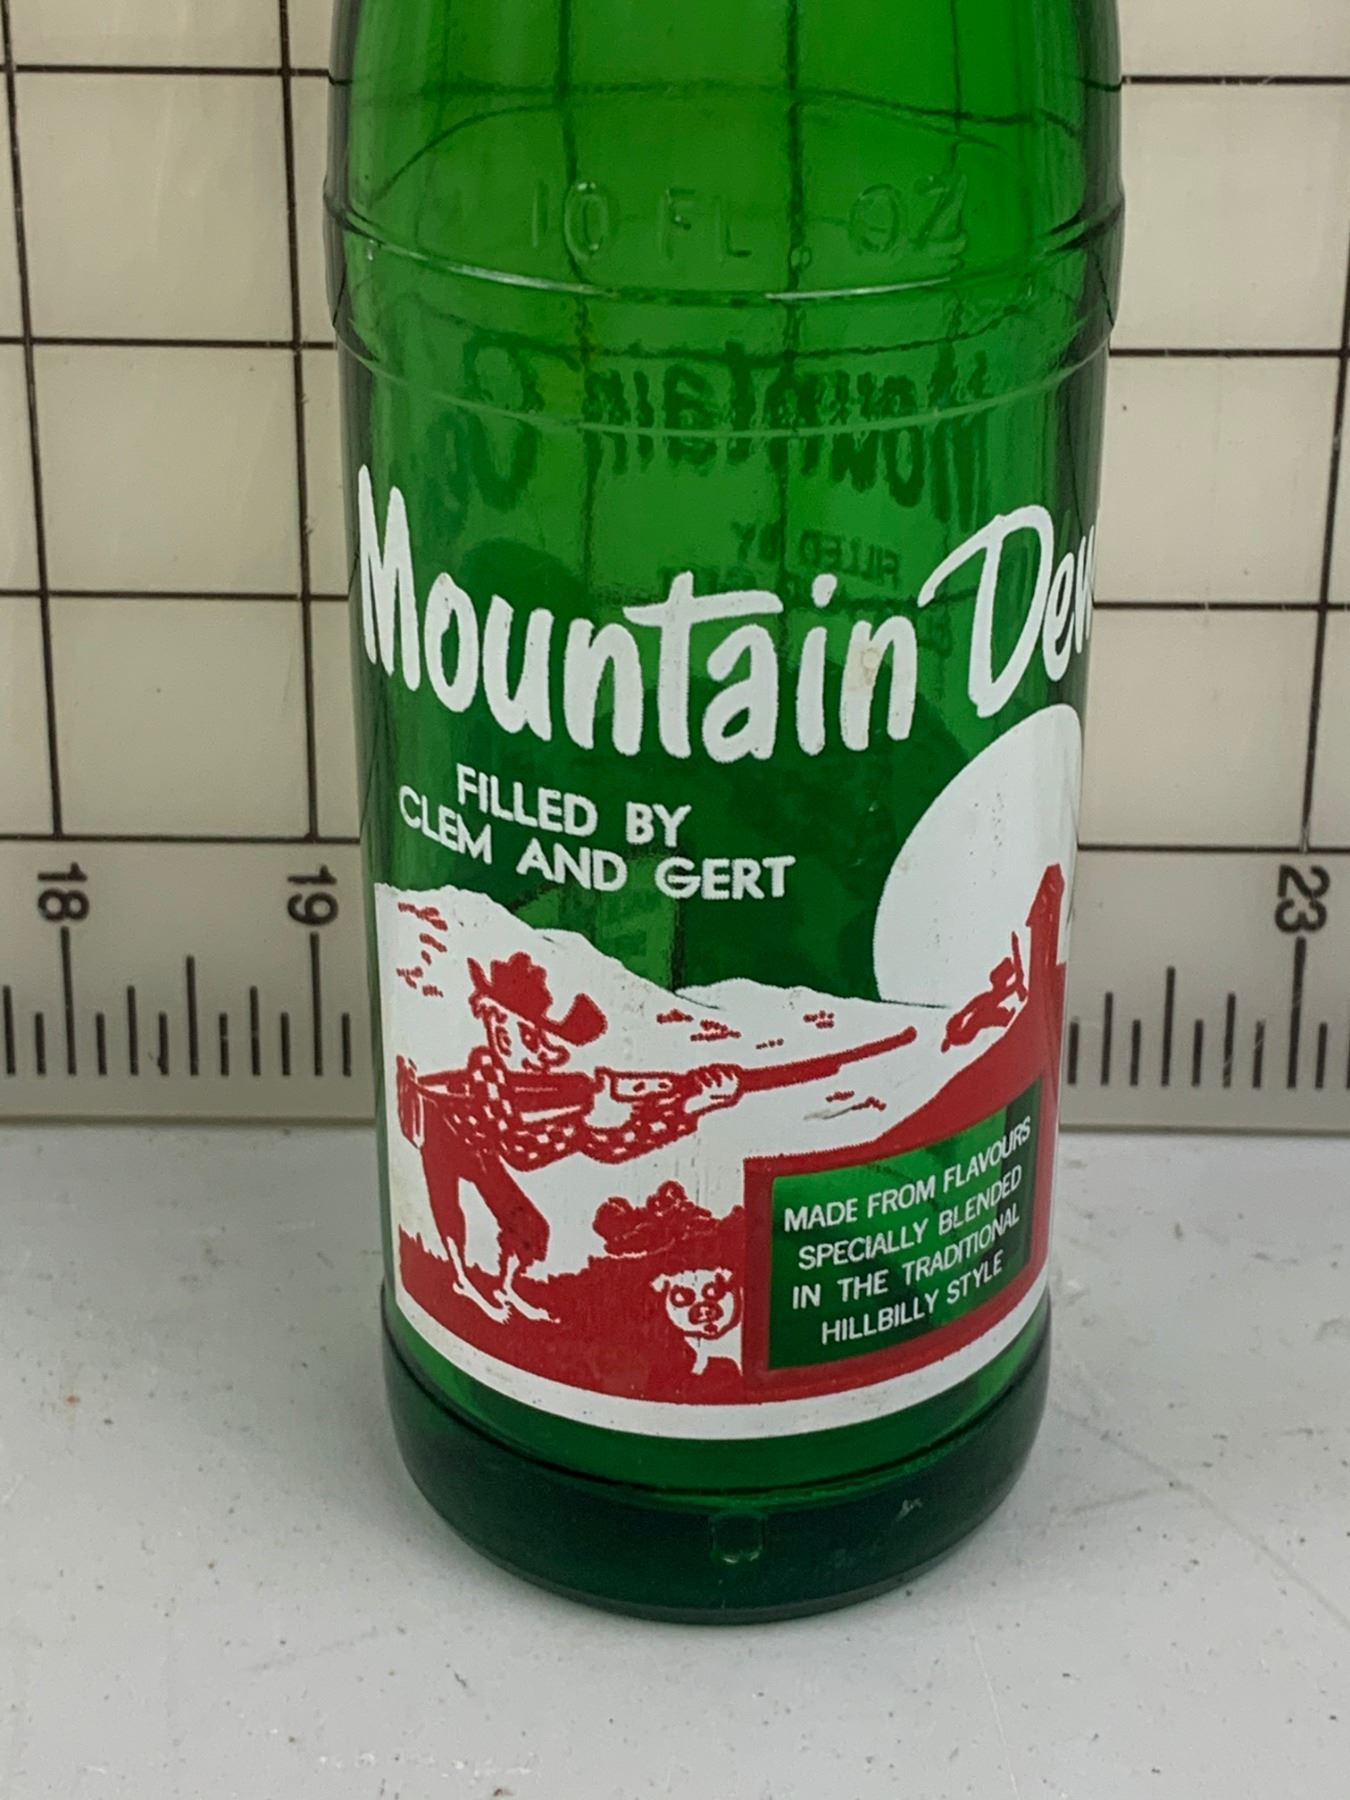 10 FL. OZ
Mountain Dew
FILLED BY
CLEM AND GERT
18
19
23
MADE FROM FLAVOURS
SPECIALLY BLENDED
IN THE TRADITIONAL
HILLBILLY STYLE